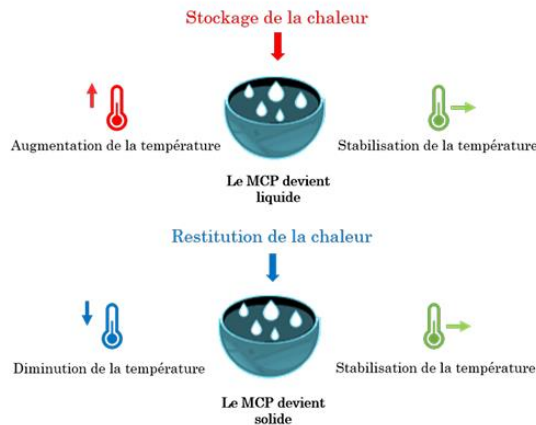 Stockage de la chaleur
Augmentation de la température
Stabilisation de la température
Le MCP devient
liquide
Restitution de la chaleur
Diminution de la température
Stabilisation de la température
Le MCP devient
solide